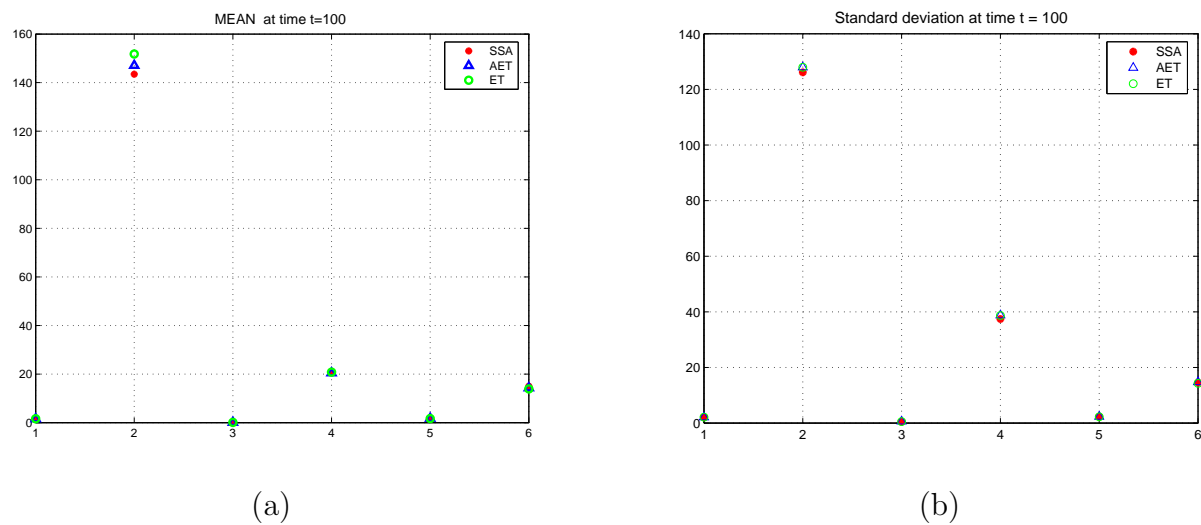 MEAN at time t=100
160
140
120
100
80
60
40
20
0
1 2 3 4 5 6
SSA
AET
ET
(a)
Standard deviation at time t = 100
140
120
100
80
60
40
20
0
1 2 3 4 5 6
SSA
AET
ET
(b)